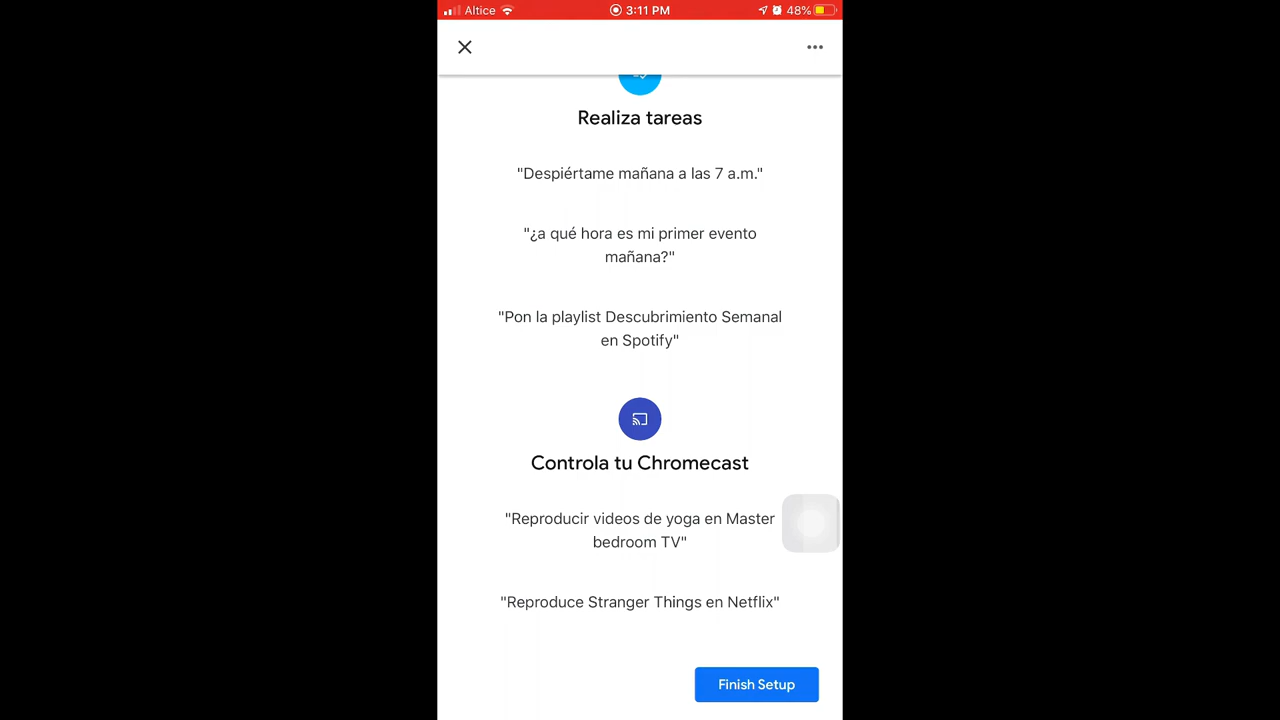 Altice 3:11 PM 48%
Realiza tareas
"Despiértame mañana a las 7 a.m."
"¿a qué hora es mi primer evento
mañana?"
"Pon la playlist Descubrimiento Semanal
en Spotify"
Controla tu Chromecast
"Reproducir videos de yoga en Master
bedroom TV"
"Reproduce Stranger Things en Netflix"
Finish Setup